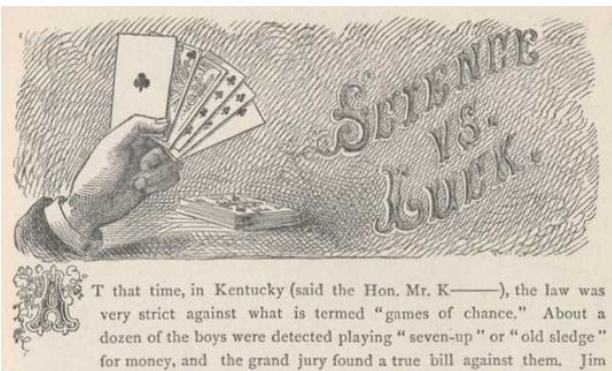 SCIENCE
VS.
LUCK.
AT that time, in Kentucky (said the Hon. Mr. K——), the law was
very strict against what is termed “games of chance.” About a
dozen of the boys were detected playing “seven-up” or “old sledge”
for money, and the grand jury found a true bill against them. Jim